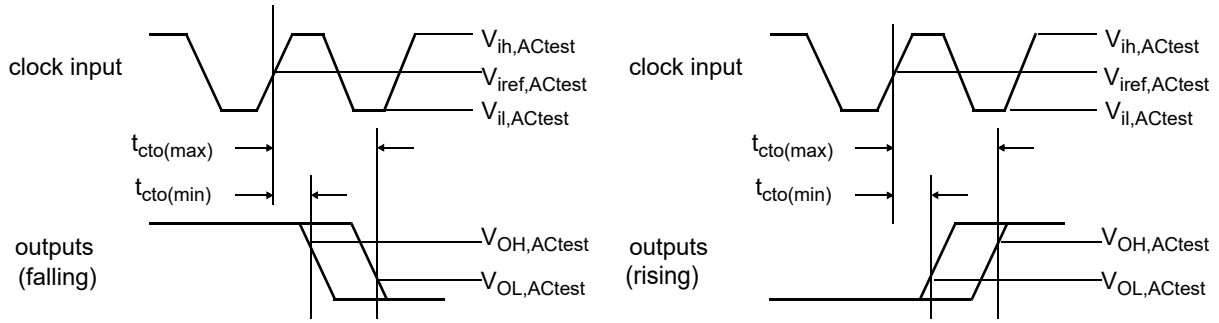 clock input
V_ih,ACtest
V_iref,ACtest
V_il,ACtest
t_cto(max)
t_cto(min)
outputs
(falling)
V_OH,ACtest
V_OL,ACtest
clock input
V_ih,ACtest
V_iref,ACtest
V_il,ACtest
t_cto(max)
t_cto(min)
outputs
(rising)
V_OH,ACtest
V_OL,ACtest